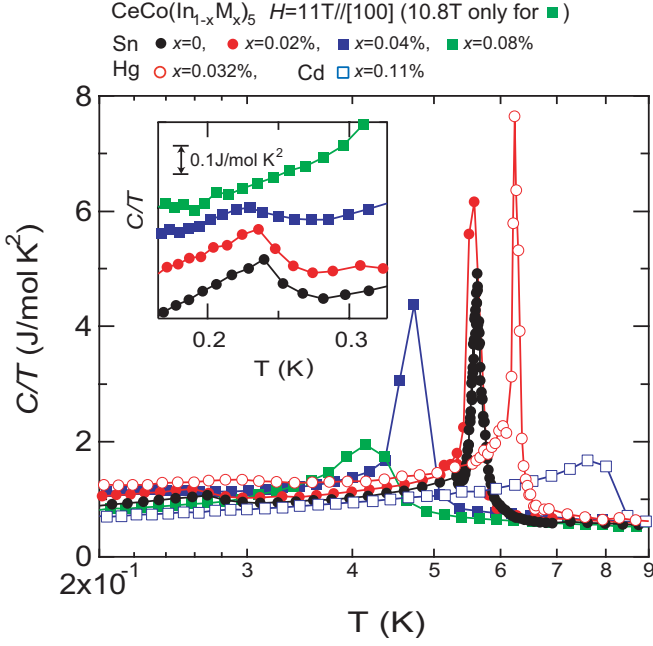 CeCo(In1-xMx)5 H=11T//[100] (10.8T only for ■ )
Sn ● x=0, ● x=0.02%, ■ x=0.04%, ■ x=0.08%
Hg ○ x=0.032%, Cd □ x=0.11%
8
6
4
2
0
C/T (J/mol K²)
0.1J/mol K²
C/T
0.2 0.3
T (K)
2x10⁻¹ 3 4 5 6 7 8 9
T (K)